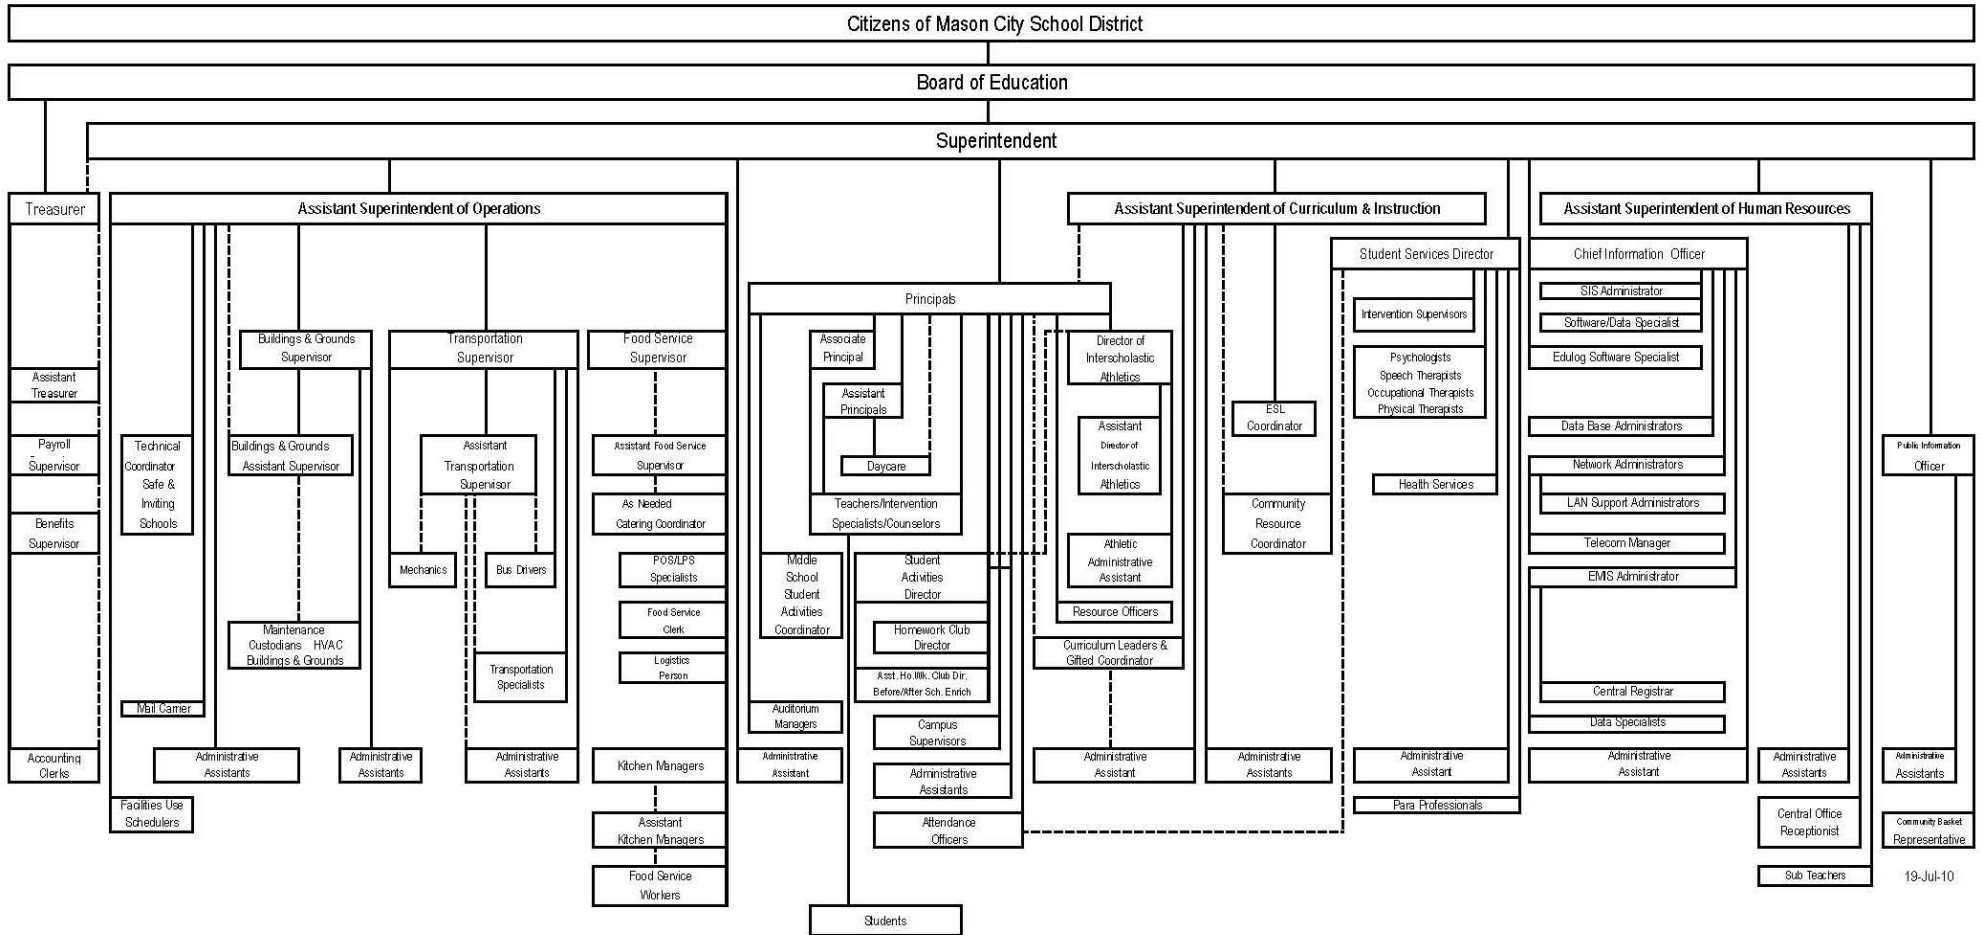 Citizens of Mason City School District
Board of Education
Superintendent
Treasurer
Assistant Superintendent of Operations
Assistant Superintendent of Curriculum & Instruction
Assistant Superintendent of Human Resources
Student Services Director
Chief Information Officer
Principals
SIS Administrator
Intervention Supervisors
Software/Data Specialist
Buildings & Grounds
Supervisor
Transportation
Supervisor
Food Service
Supervisor
Associate
Principal
Director of
Interscholastic
Athletics
Psychologists
Speech Therapists
Occupational Therapists
Physical Therapists
Edulog Software Specialist
Assistant
Treasurer
Assistant
Principals
ESL
Coordinator
Data Base Administrators
Payroll
Supervisor
Technical
Coordinator
Safe &
Inviting
Schools
Buildings & Grounds
Assistant Supervisor
Assisrtant
Transportation
Supervisor
Assistant Food Service
Supervisor
Daycare
Assistant
Director of
Interscholastic
Athletics
Network Administrators
Public Information
Officer
Health Services
As Needed
Catering Coordinator
Teachers/Intervention
Specialists/Counselors
Community
Resource
Coordinator
LAN Support Administrators
Benefits
Supervisor
Telecom Manager
Mechanics
Bus Drivers
POS/LPS
Specialists
Middle
School
Student
Activities
Coordinator
Student
Activities
Director
Athletic
Administrative
Assistant
EMIS Administrator
Food Service
Clerk
Resource Officers
Maintenance
Custodians HVAC
Buildings & Grounds
Homework Club
Director
Curriculum Leaders &
Gifted Coordinator
Transportation
Specialists
Logistics
Person
Asst. Ho.Wk. Club Dir.
Before/After Sch. Enrich
Central Registrar
Mail Carrier
Auditorium
Managers
Campus
Supervisors
Data Specialists
Accounting
Clerks
Administrative
Assistants
Administrative
Assistants
Administrative
Assistants
Kitchen Managers
Administrative
Assistant
Administrative
Assistants
Administrative
Assistant
Administrative
Assistants
Administrative
Assistant
Administrative
Assistant
Administrative
Assistants
Administrative
Assistants
Facilities Use
Schedulers
Para Professionals
Assistant
Kitchen Managers
Attendance
Officers
Central Office
Receptionist
Community Basket
Representative
Food Service
Workers
Sub Teachers
19-Jul-10
Students